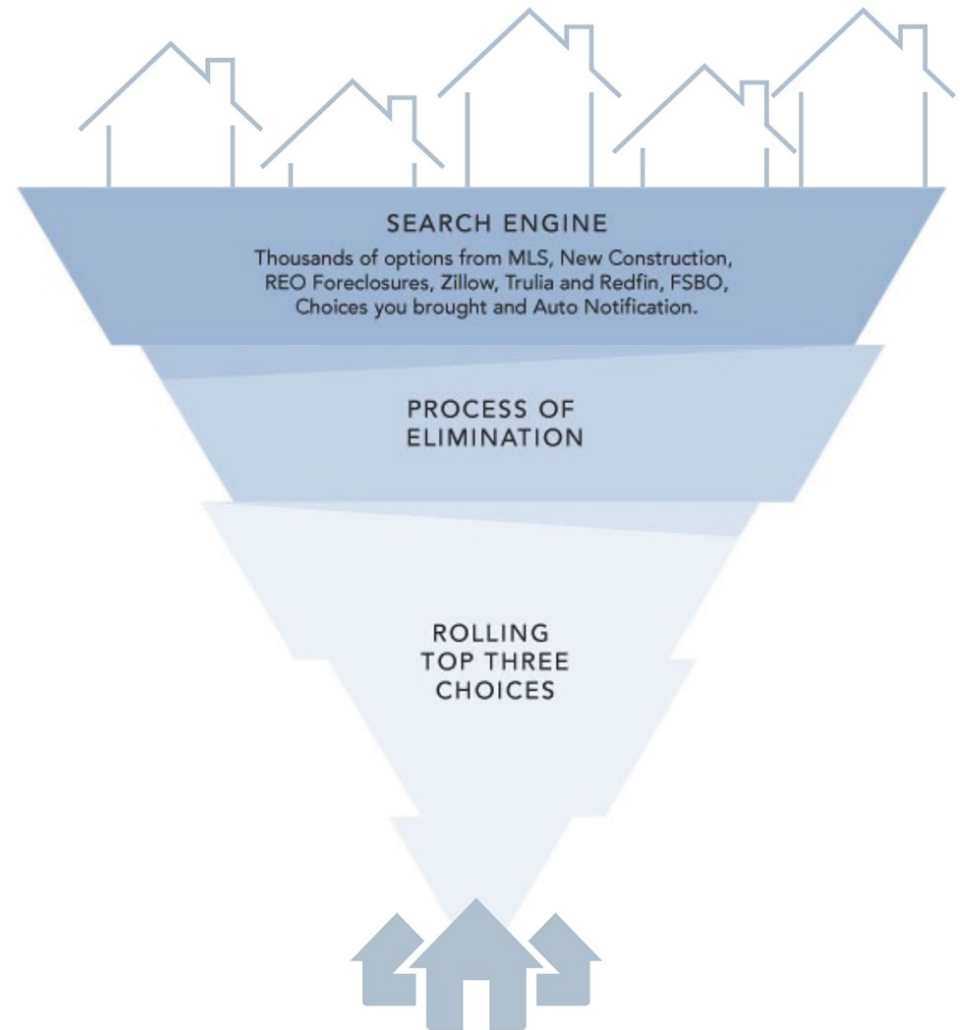 SEARCH ENGINE
Thousands of options from MLS, New Construction,
REO Foreclosures, Zillow, Trulia and Redfin, FSBO,
Choices you brought and Auto Notification.
PROCESS OF
ELIMINATION
ROLLING
TOP THREE
CHOICES